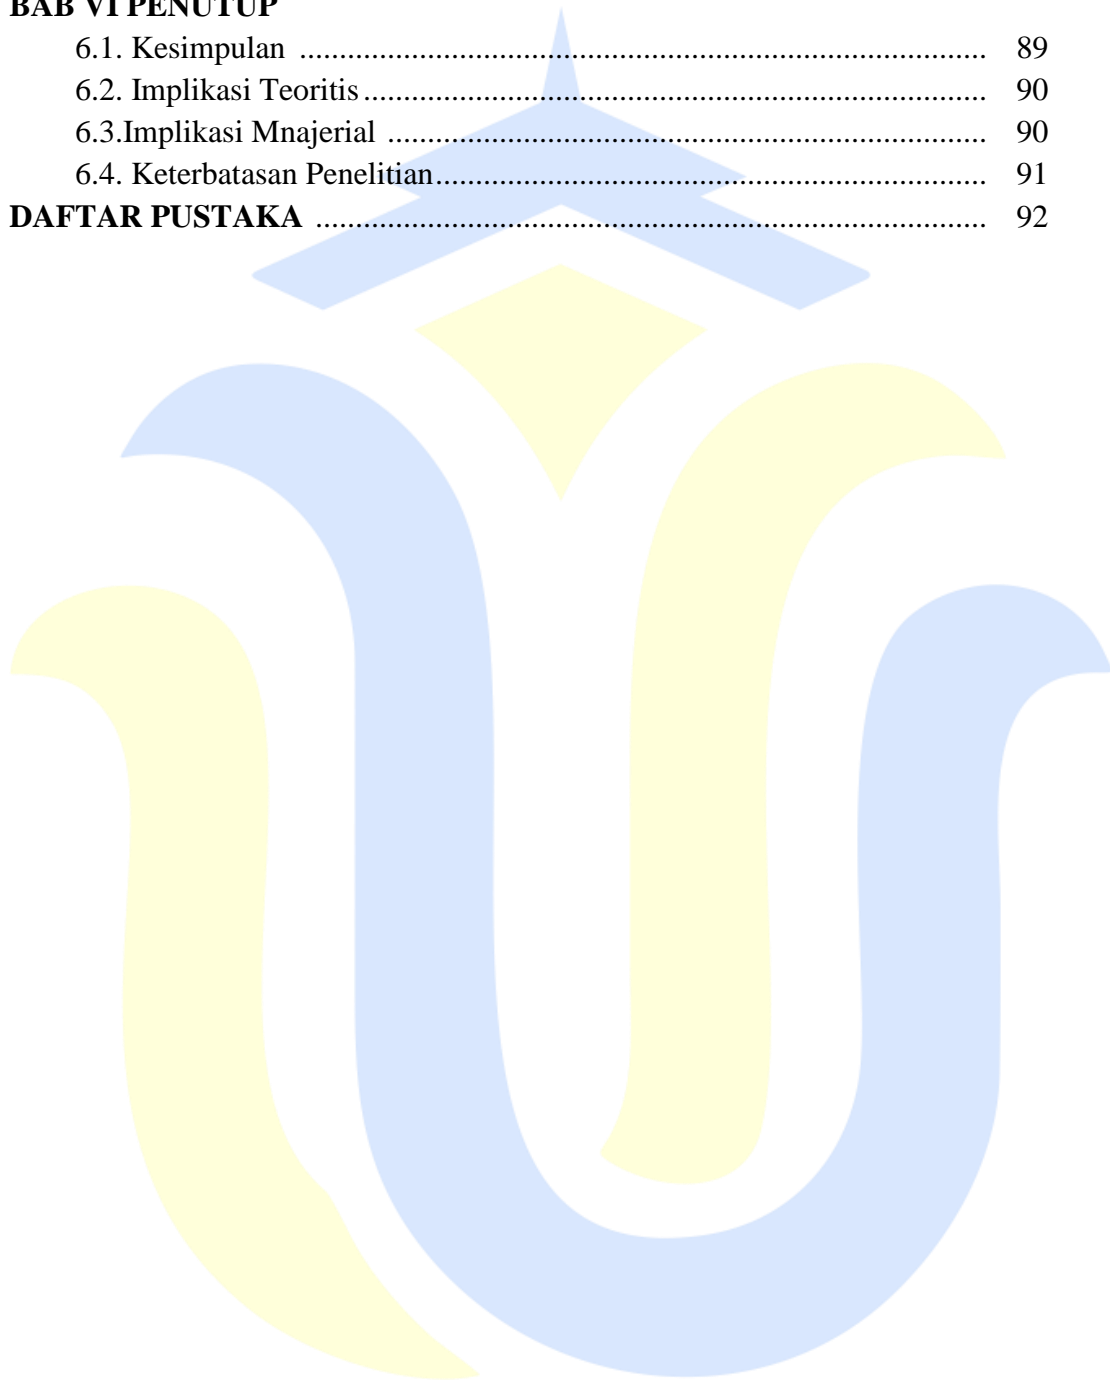 BAB VI PENUTUP
6.1. Kesimpulan ........................................................................................ 89
6.2. Implikasi Teoritis ................................................................................ 90
6.3.Implikasi Mnajerial ............................................................................. 90
6.4. Keterbatasan Penelitian....................................................................... 91
DAFTAR PUSTAKA ...................................................................................... 92